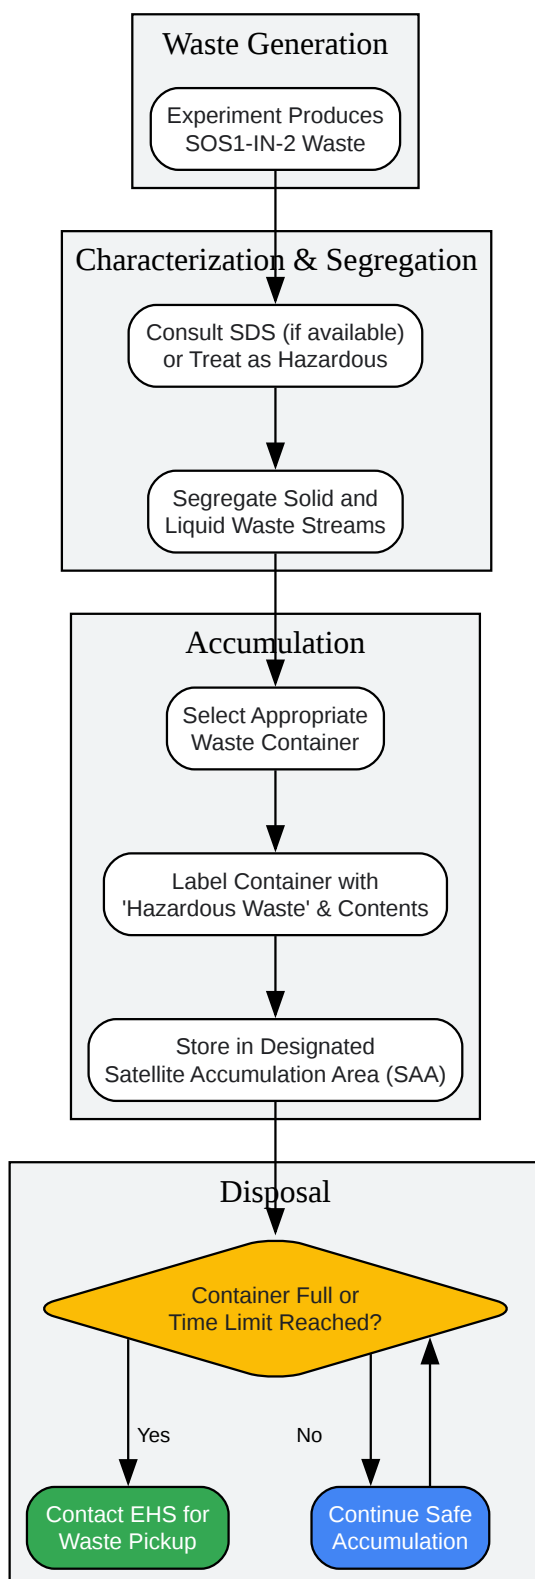 Waste Generation
Experiment Produces
SOS1-IN-2 Waste
Characterization & Segregation
Consult SDS (if available)
or Treat as Hazardous
Segregate Solid and
Liquid Waste Streams
Accumulation
Select Appropriate
Waste Container
Label Container with
'Hazardous Waste' & Contents
Store in Designated
Satellite Accumulation Area (SAA)
Disposal
Container Full or
Time Limit Reached?
Yes
No
Contact EHS for
Waste Pickup
Continue Safe
Accumulation